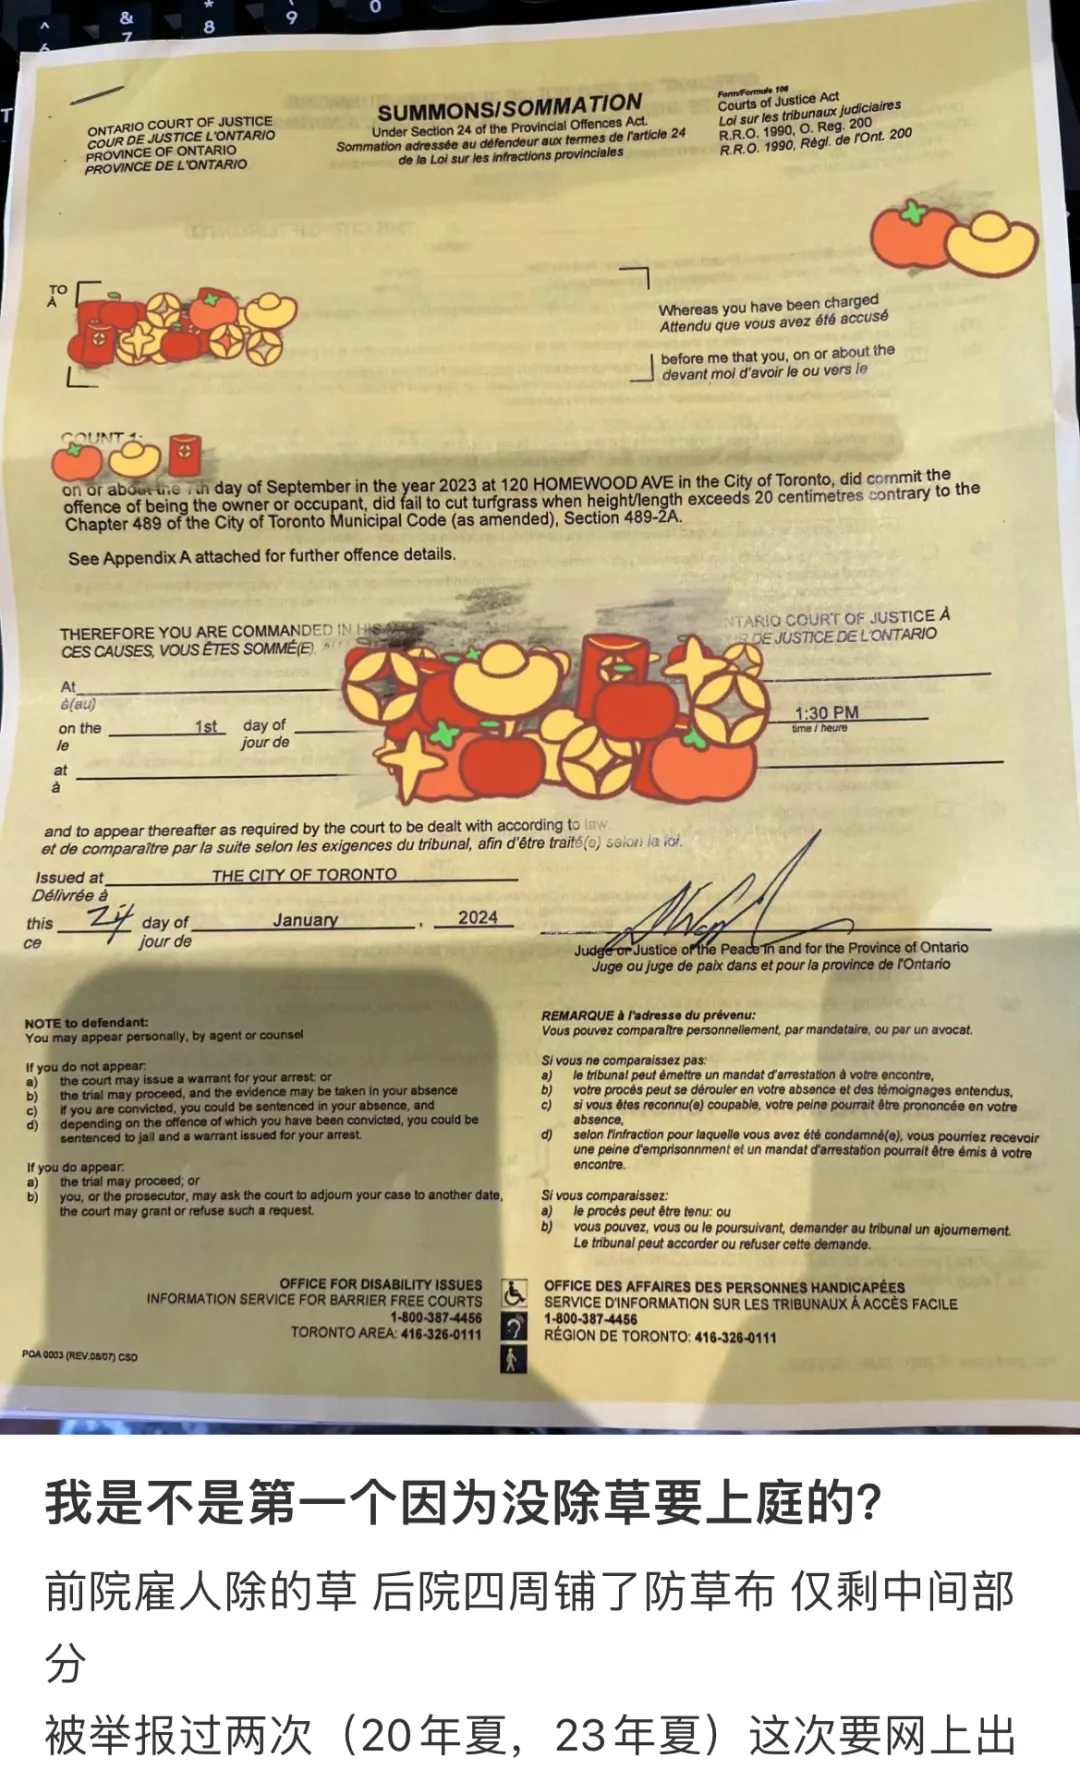 ^
6
&
7
*
8
9
0
T
ONTARIO COURT OF JUSTICE
COUR DE JUSTICE L'ONTARIO
PROVINCE OF ONTARIO
PROVINCE DE L'ONTARIO
SUMMONS/SOMMATION
Under Section 24 of the Provincial Offences Act.
Sommation adressée au défendeur aux termes de l'article 24
de la Loi sur les infractions provinciales
Form/Formule 106
Courts of Justice Act
Loi sur les tribunaux judiciaires
R.R.O. 1990, O. Reg. 200
R.R.O. 1990, Règl. de l'Ont. 200
TO
À
Whereas you have been charged
Attendu que vous avez été accusé
before me that you, on or about the
devant moi d'avoir le ou vers le
COUNT 1:
on or about the 7th day of September in the year 2023 at 120 HOMEWOOD AVE in the City of Toronto, did commit the
offence of being the owner or occupant, did fail to cut turfgrass when height/length exceeds 20 centimetres contrary to the
Chapter 489 of the City of Toronto Municipal Code (as amended), Section 489-2A.
See Appendix A attached for further offence details.
THEREFORE YOU ARE COMMANDED IN HIS NTARIO COURT OF JUSTICE À
CES CAUSES, VOUS ÊTES SOMMÉ(E), DE JUSTICE DE L'ONTARIO
At
à(au)
on the 1st day of 1:30 PM
le jour de time / heure
at
à
and to appear thereafter as required by the court to be dealt with according to law.
et de comparaître par la suite selon les exigences du tribunal, afin d'être traité(e) selon la loi.
Issued at THE CITY OF TORONTO
Délivrée à
this 24 day of January , 2024
ce jour de
Judge or Justice of the Peace in and for the Province of Ontario
Juge ou juge de paix dans et pour la province de l'Ontario
NOTE to defendant:
You may appear personally, by agent or counsel
If you do not appear:
a) the court may issue a warrant for your arrest: or
b) the trial may proceed, and the evidence may be taken in your absence
c) if you are convicted, you could be sentenced in your absence, and
d) depending on the offence of which you have been convicted, you could be
sentenced to jail and a warrant issued for your arrest.
If you do appear:
a) the trial may proceed; or
b) you, or the prosecutor, may ask the court to adjourn your case to another date,
the court may grant or refuse such a request.
REMARQUE à l'adresse du prévenu:
Vous pouvez comparaître personnellement, par mandataire, ou par un avocat.
Si vous ne comparaissez pas:
a) le tribunal peut émettre un mandat d'arrestation à votre encontre,
b) votre procès peut se dérouler en votre absence et des témoignages entendus,
c) si vous êtes reconnu(e) coupable, votre peine pourrait être prononcée en votre
absence,
d) selon l'infraction pour laquelle vous avez été condamné(e), vous pourriez recevoir
une peine d'emprisonnment et un mandat d'arrestation pourrait être émis à votre
encontre.
Si vous comparaissez:
a) le procès peut être tenu: ou
b) vous pouvez, vous ou le poursuivant, demander au tribunal un ajournement.
Le tribunal peut accorder ou refuser cette demande.
OFFICE FOR DISABILITY ISSUES
INFORMATION SERVICE FOR BARRIER FREE COURTS
1-800-387-4456
TORONTO AREA: 416-326-0111
OFFICE DES AFFAIRES DES PERSONNES HANDICAPÉES
SERVICE D'INFORMATION SUR LES TRIBUNAUX À ACCÈS FACILE
1-800-387-4456
RÉGION DE TORONTO: 416-326-0111
POA 0003 (REV.08/07) CSD
我是不是第一个因为没除草要上庭的?
前院雇人除的草 后院四周铺了防草布 仅剩中间部
分
被举报过两次（20年夏，23年夏）这次要网上出